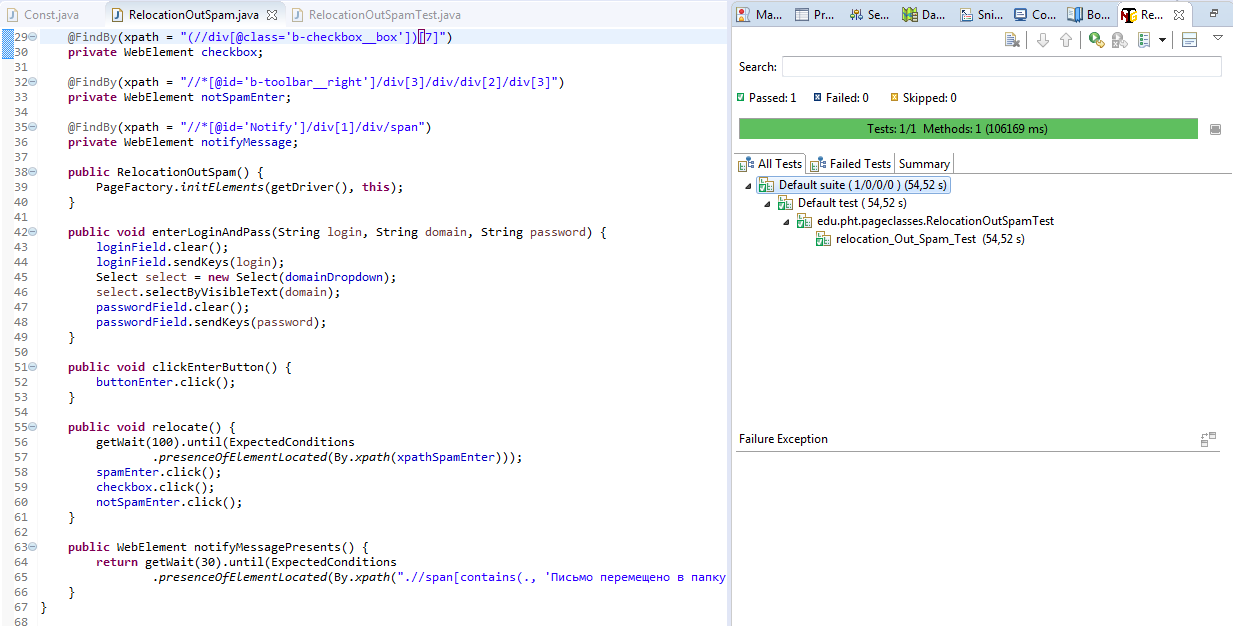 Const.java
RelocationOutSpam.java
RelocationOutSpamTest.java
29 @FindBy(xpath = "(//div[@class='b-checkbox__box'])[7]")
30 private WebElement checkbox;
31
32 @FindBy(xpath = "//*[@id='b-toolbar__right']/div[3]/div/div[2]/div[3]")
33 private WebElement notSpamEnter;
34
35 @FindBy(xpath = "//*[@id='Notify']/div[1]/div/span")
36 private WebElement notifyMessage;
37
38 public RelocationOutSpam() {
39 PageFactory.initElements(getDriver(), this);
40 }
41
42 public void enterLoginAndPass(String login, String domain, String password) {
43 loginField.clear();
44 loginField.sendKeys(login);
45 Select select = new Select(domainDropdown);
46 select.selectByVisibleText(domain);
47 passwordField.clear();
48 passwordField.sendKeys(password);
49 }
50
51 public void clickEnterButton() {
52 buttonEnter.click();
53 }
54
55 public void relocate() {
56 getWait(100).until(ExpectedConditions
57 .presenceOfElementLocated(By.xpath(xpathSpamEnter)));
58 spamEnter.click();
59 checkbox.click();
60 notSpamEnter.click();
61 }
62
63 public WebElement notifyMessagePresents() {
64 return getWait(30).until(ExpectedConditions
65 .presenceOfElementLocated(By.xpath(".//span[contains(., 'Письмо перемещено в папку
66 }
67 }
68
Ma...
Pr...
Se...
Da...
Sni...
Co...
Bo...
Re...
Search:
Passed: 1 Failed: 0 Skipped: 0
Tests: 1/1 Methods: 1 (106169 ms)
All Tests Failed Tests Summary
Default suite ( 1/0/0/0 ) (54,52 s)
Default test ( 54,52 s)
edu.pht.pageclasses.RelocationOutSpamTest
relocation_Out_Spam_Test (54,52 s)
Failure Exception